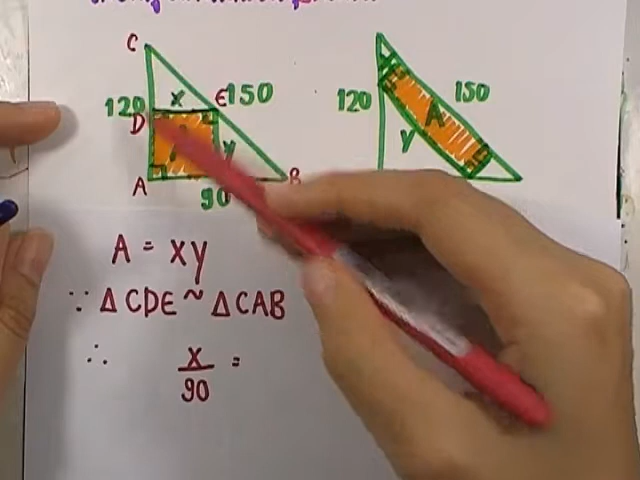 C
x E 150
120
D
A
y
A B
90
120 150
A
y
A = xy
∵ ΔCDE ~ ΔCAB
∴ x/90 =